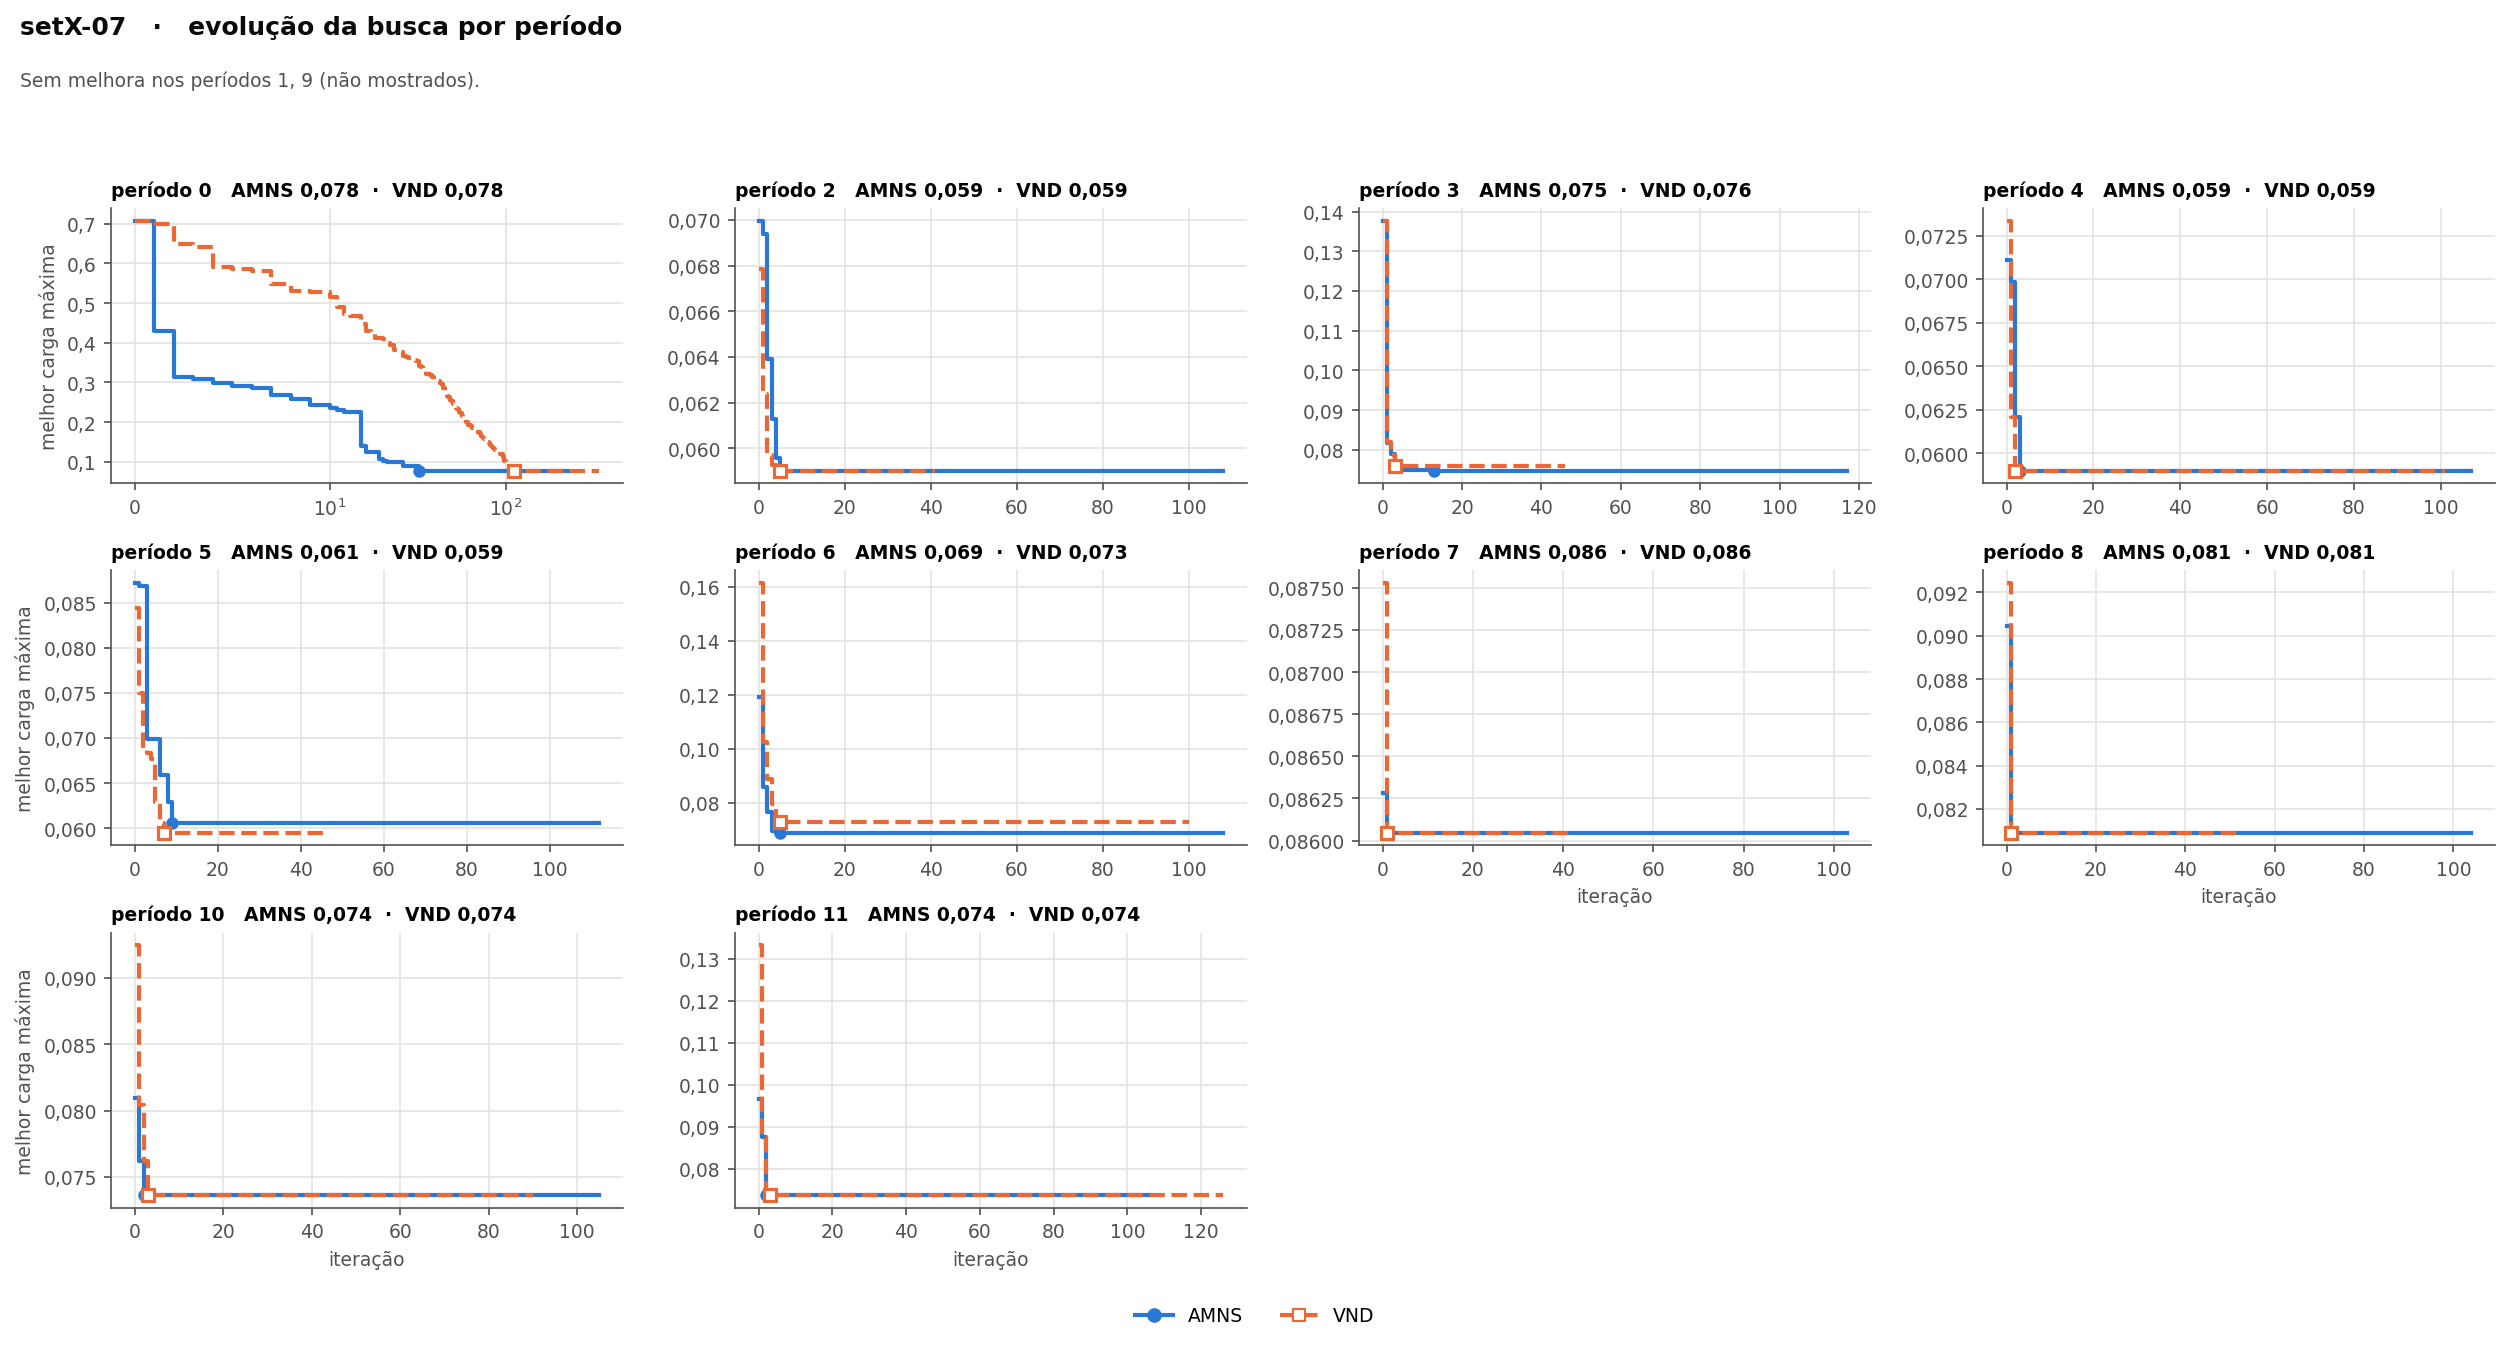 setX-07 · evolução da busca por período
Sem melhora nos períodos 1, 9 (não mostrados).
período 0 AMNS 0,078 · VND 0,078
melhor carga máxima
0,7
0,6
0,5
0,4
0,3
0,2
0,1
0 10¹ 10²
período 2 AMNS 0,059 · VND 0,059
0,070
0,068
0,066
0,064
0,062
0,060
0 20 40 60 80 100
período 3 AMNS 0,075 · VND 0,076
0,14
0,13
0,12
0,11
0,10
0,09
0,08
0 20 40 60 80 100 120
período 4 AMNS 0,059 · VND 0,059
0,0725
0,0700
0,0675
0,0650
0,0625
0,0600
0 20 40 60 80 100
período 5 AMNS 0,061 · VND 0,059
melhor carga máxima
0,085
0,080
0,075
0,070
0,065
0,060
0 20 40 60 80 100
período 6 AMNS 0,069 · VND 0,073
0,16
0,14
0,12
0,10
0,08
0 20 40 60 80 100
período 7 AMNS 0,086 · VND 0,086
0,08750
0,08725
0,08700
0,08675
0,08650
0,08625
0,08600
0 20 40 60 80 100
iteração
período 8 AMNS 0,081 · VND 0,081
0,092
0,090
0,088
0,086
0,084
0,082
0 20 40 60 80 100
iteração
período 10 AMNS 0,074 · VND 0,074
melhor carga máxima
0,090
0,085
0,080
0,075
0 20 40 60 80 100
iteração
período 11 AMNS 0,074 · VND 0,074
0,13
0,12
0,11
0,10
0,09
0,08
0 20 40 60 80 100 120
iteração
AMNS VND